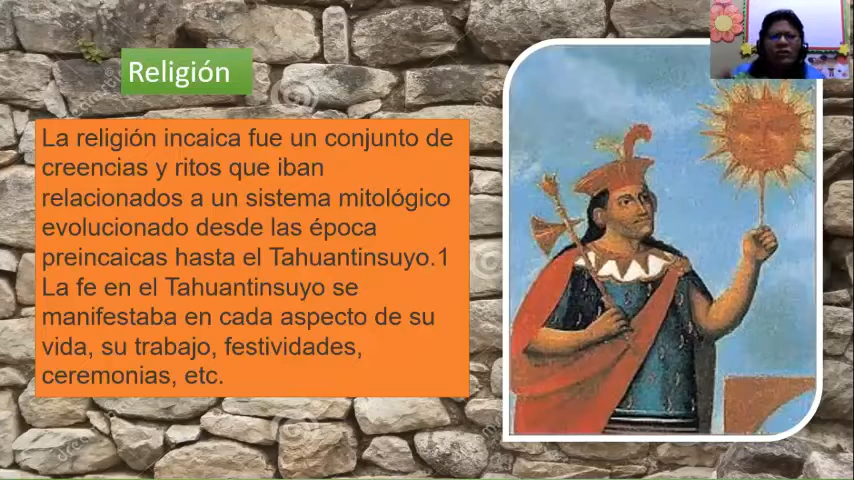 Religión
La religión incaica fue un conjunto de
creencias y ritos que iban
relacionados a un sistema mitológico
evolucionado desde las época
preincaicas hasta el Tahuantinsuyo.1
La fe en el Tahuantinsuyo se
manifestaba en cada aspecto de su
vida, su trabajo, festividades,
ceremonias, etc.